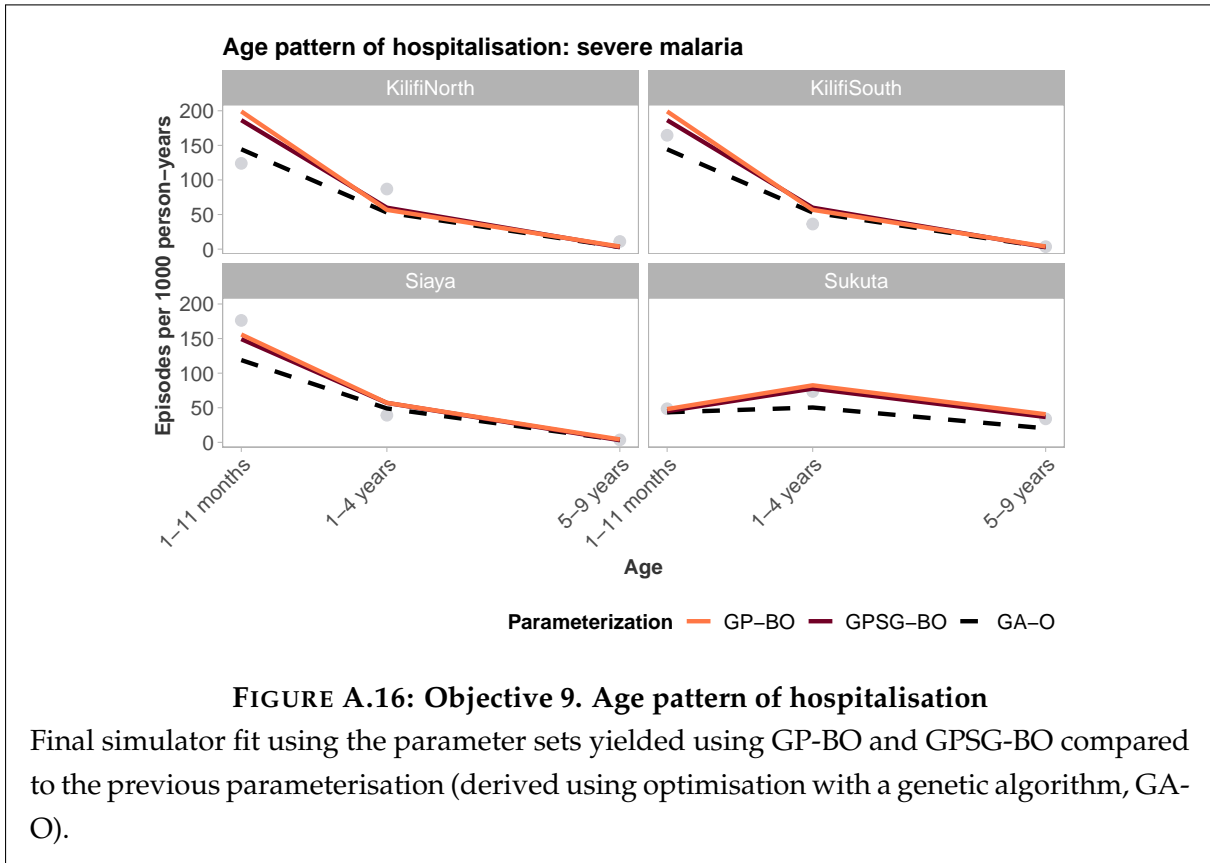 Age pattern of hospitalisation: severe malaria
KilifiNorth
KilifiSouth
Siaya
Sukuta
Episodes per 1000 person−years
200
150
100
50
0
200
150
100
50
0
1−11 months
1−4 years
5−9 years
1−11 months
1−4 years
5−9 years
Age
Parameterization GP−BO GPSG−BO GA−O
FIGURE A.16: Objective 9. Age pattern of hospitalisation
Final simulator fit using the parameter sets yielded using GP-BO and GPSG-BO compared
to the previous parameterisation (derived using optimisation with a genetic algorithm, GA-
O).